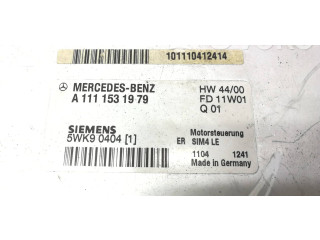 101110412414
MERCEDES-BENZ HW 44/00
A 111 153 19 79 FD 11W01
Q 01
SIEMENS Motorsteuerung
5WK9 0404 [1] ER SIM4 LE
1104 1241
Made in Germany